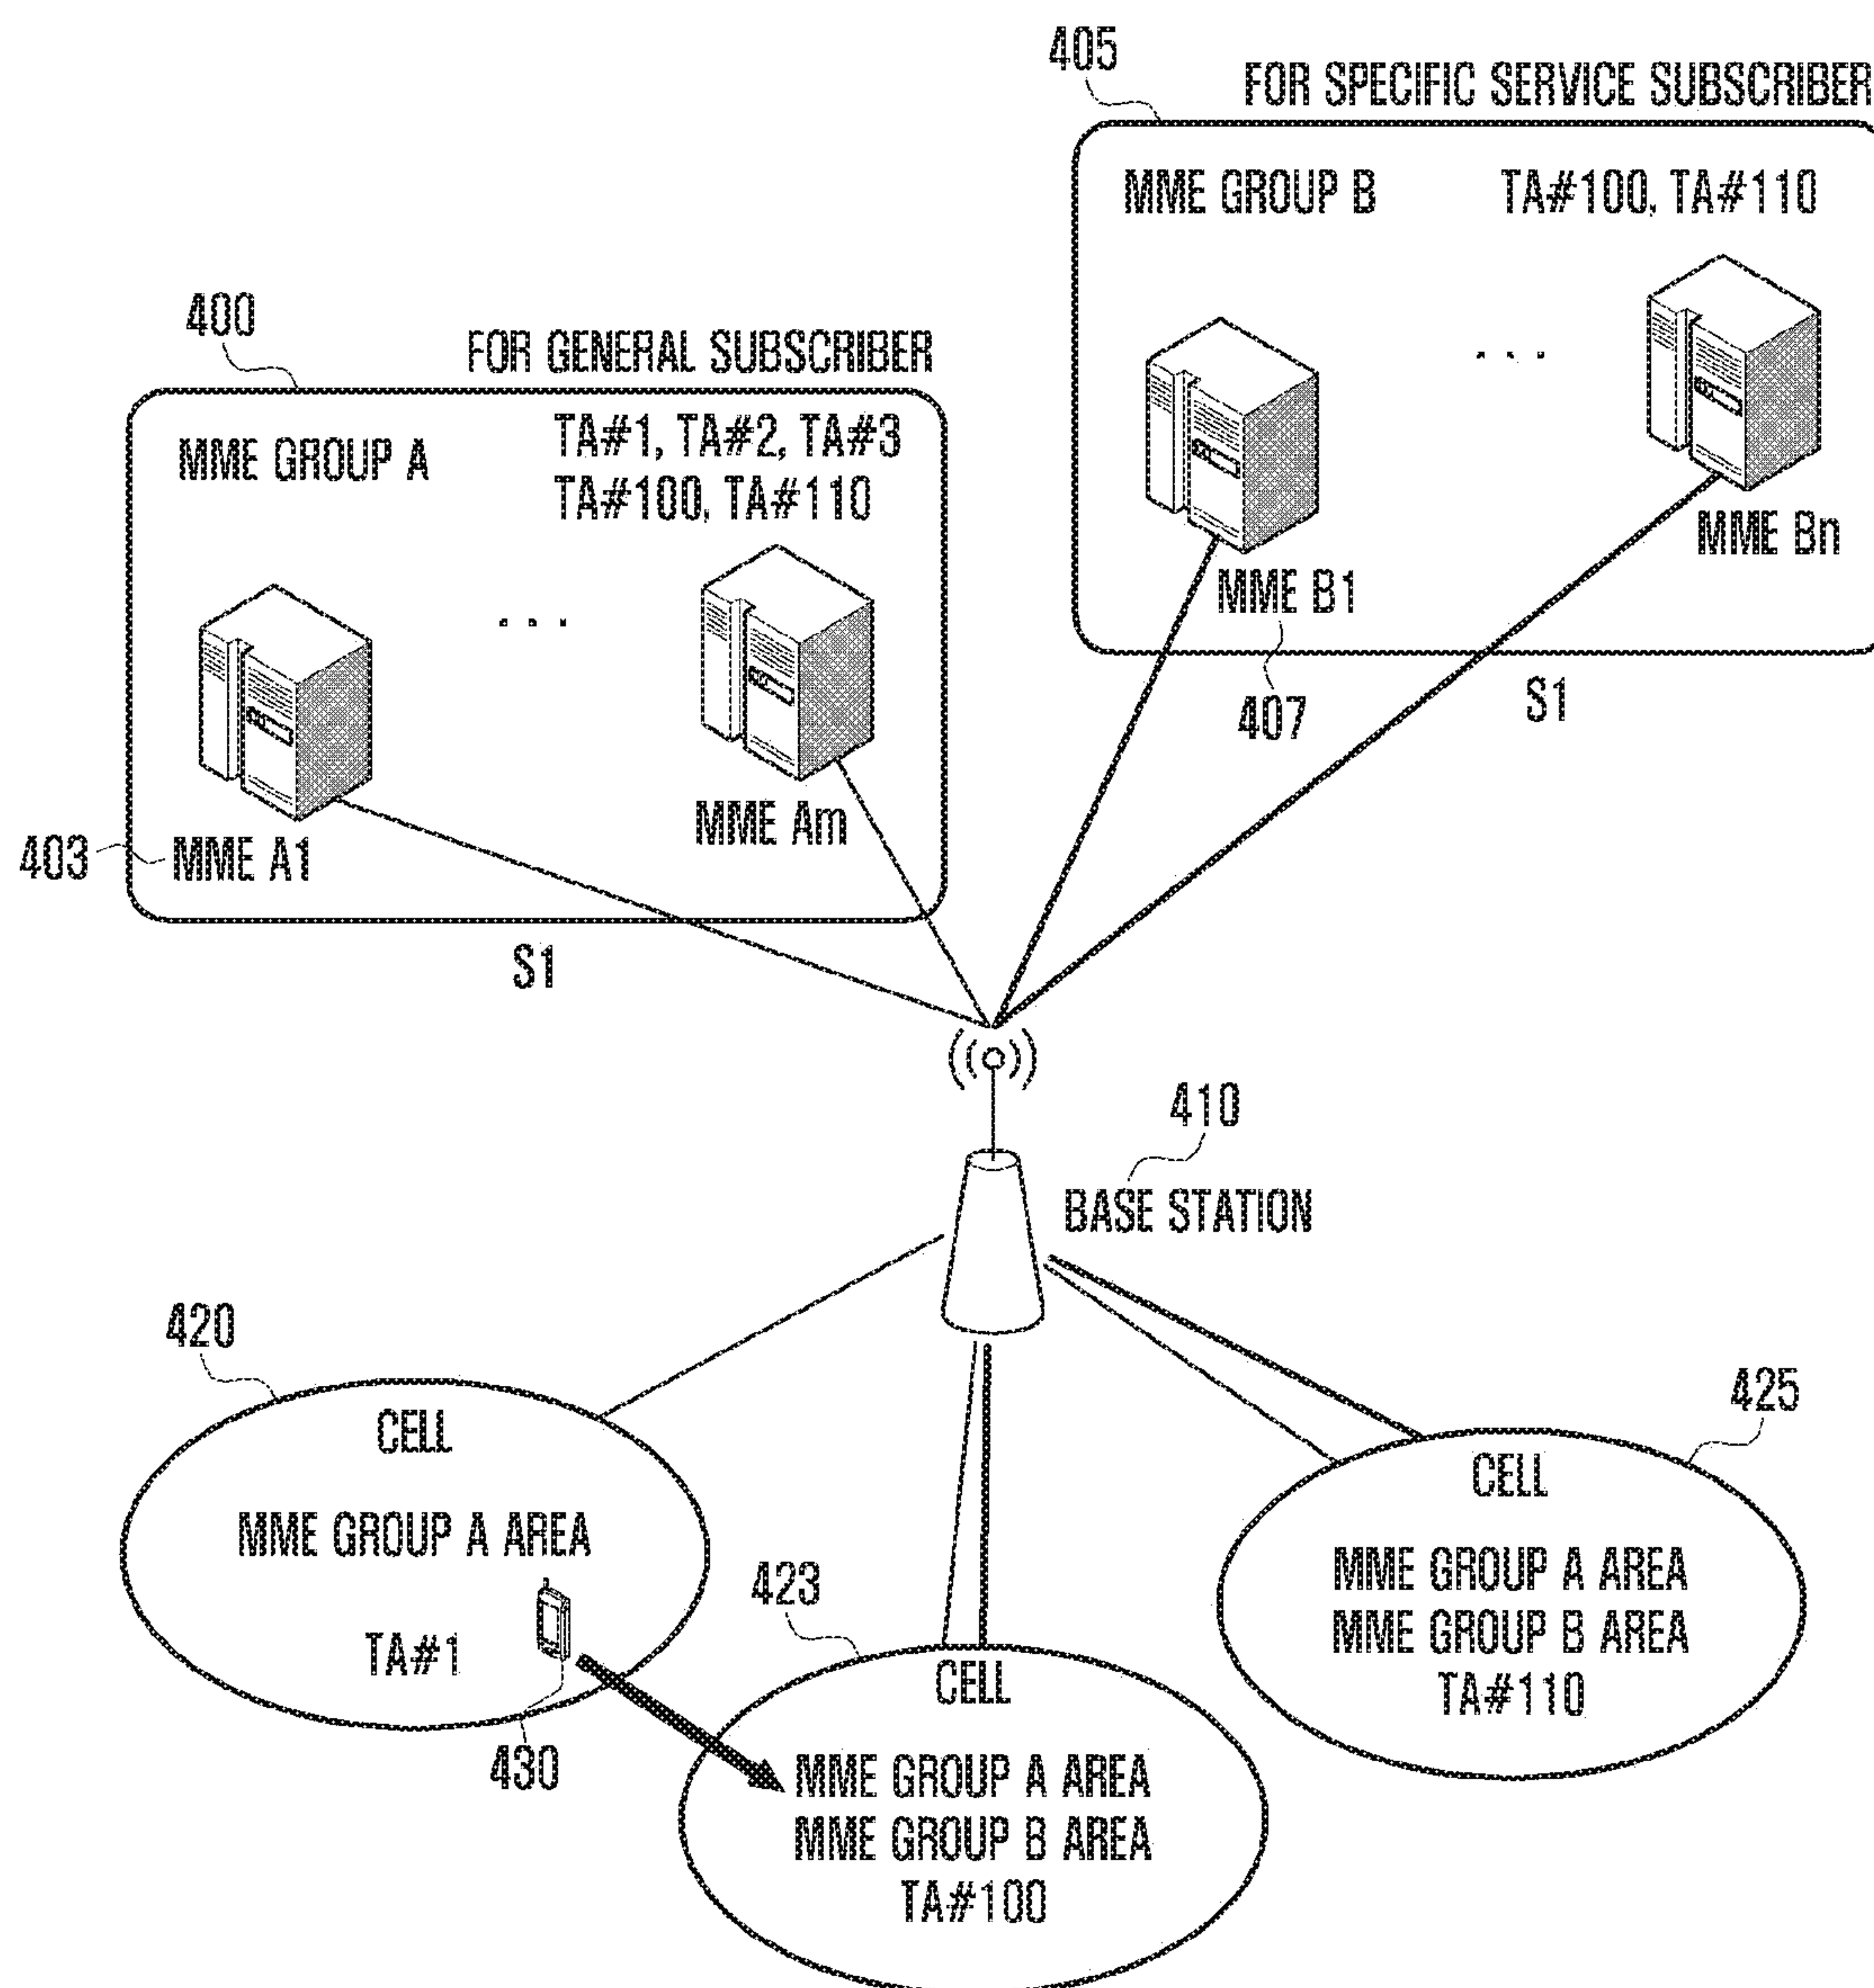 405
FOR SPECIFIC SERVICE SUBSCRIBER
MME GROUP B
TA#100, TA#110
MME B1
MME Bn
407
S1
400
FOR GENERAL SUBSCRIBER
MME GROUP A
TA#1, TA#2, TA#3
TA#100, TA#110
...
...
403
MME A1
MME Am
S1
410
BASE STATION
420
CELL
MME GROUP A AREA
TA#1
430
423
CELL
MME GROUP A AREA
MME GROUP B AREA
TA#100
425
CELL
MME GROUP A AREA
MME GROUP B AREA
TA#110